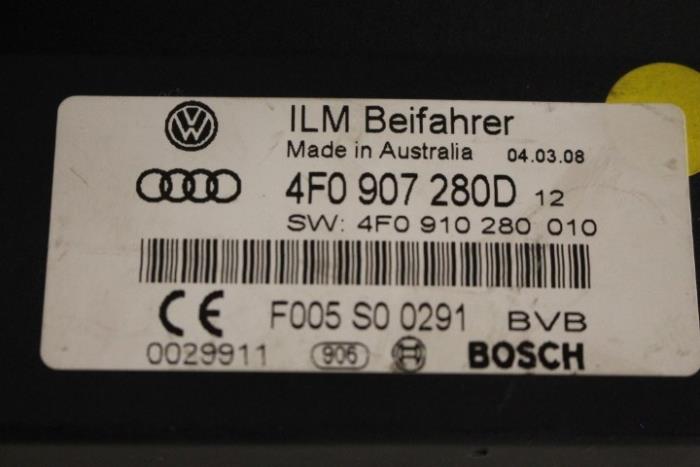 ILM Beifahrer
Made in Australia 04.03.08
4F0 907 280D 12
SW: 4F0 910 280 010
CE F005 S0 0291 BVB
0029911 906 BOSCH